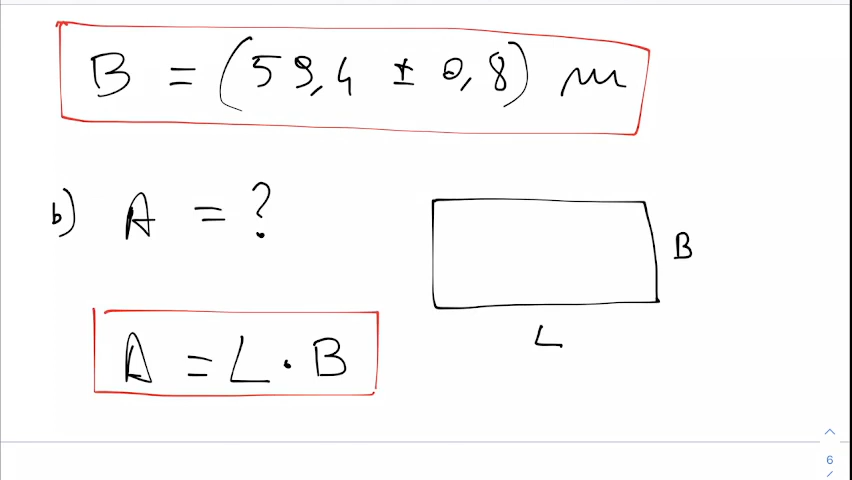 B = (59,4 ± 0,8) m
b) A = ?
B
L
A = L · B
6